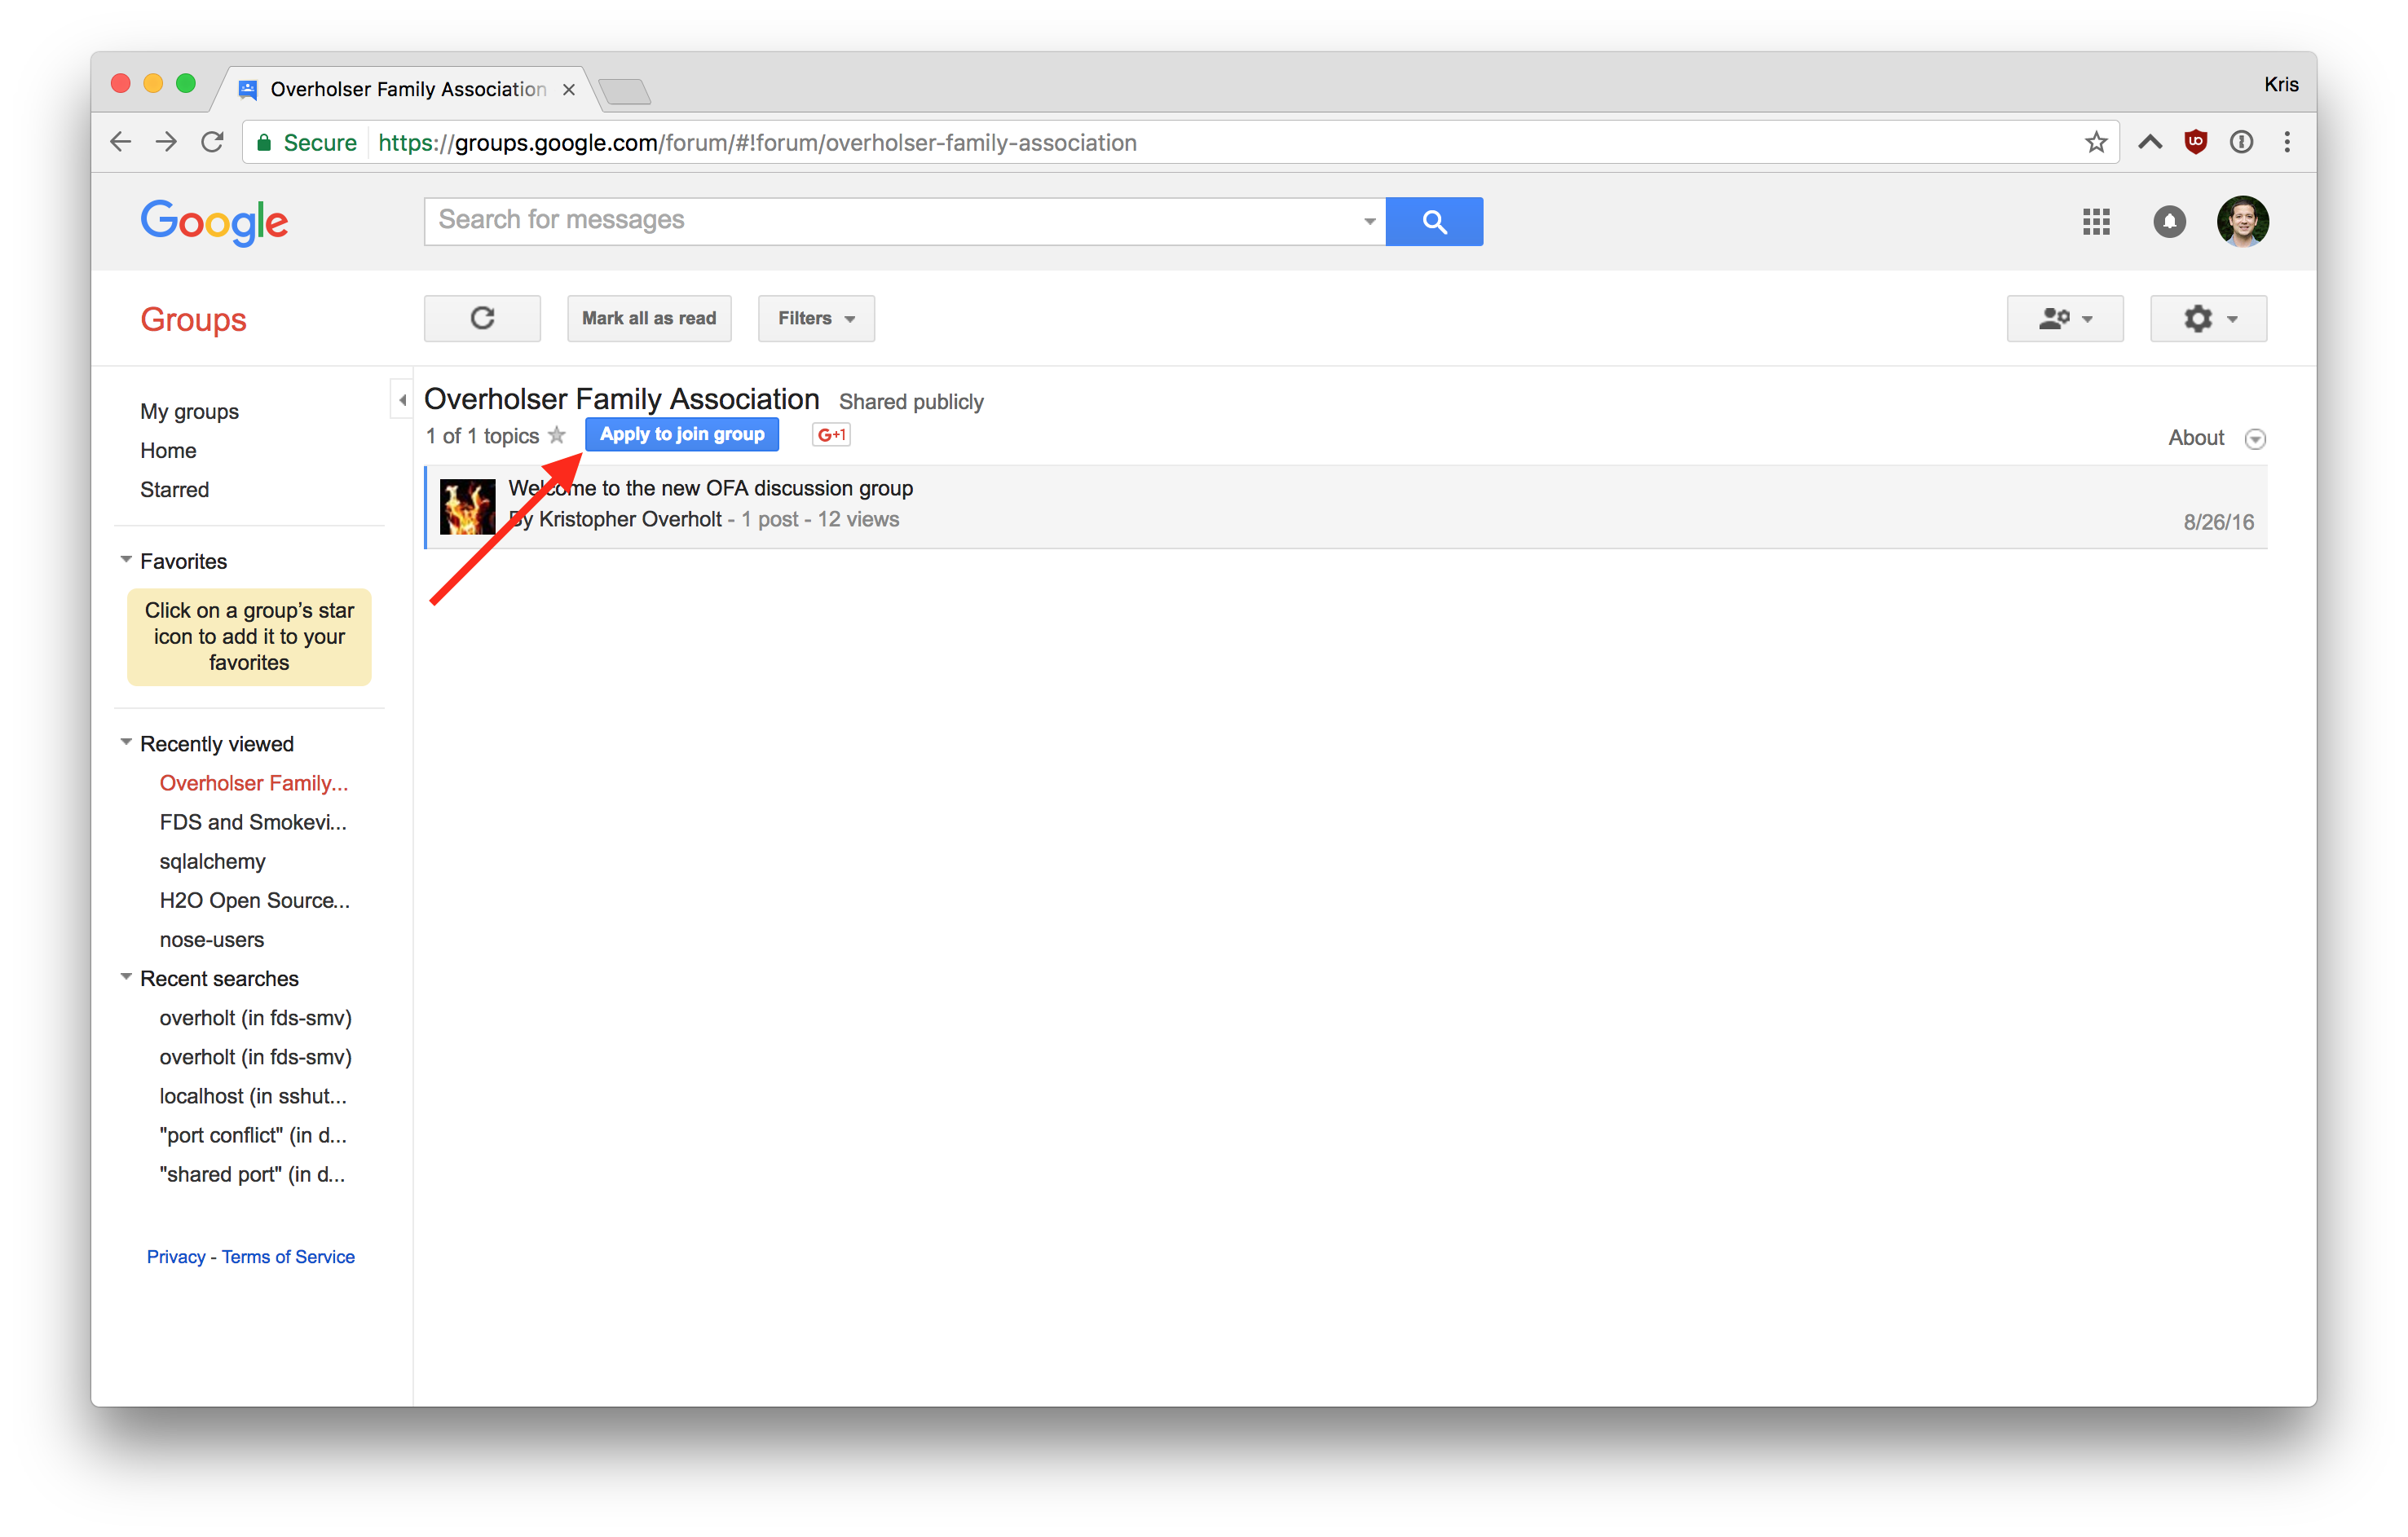 Overholser Family Association
Kris
Secure https://groups.google.com/forum/#!forum/overholser-family-association
Google
Search for messages
Groups
Mark all as read
Filters
My groups
Home
Starred
Favorites
Click on a group's star
icon to add it to your
favorites
Recently viewed
Overholser Family...
FDS and Smokevi...
sqlalchemy
H2O Open Source...
nose-users
Recent searches
overholt (in fds-smv)
overholt (in fds-smv)
localhost (in sshut...
"port conflict" (in d...
"shared port" (in d...
Privacy - Terms of Service
Overholser Family Association Shared publicly
1 of 1 topics Apply to join group G+1
About
Welcome to the new OFA discussion group
By Kristopher Overholt - 1 post - 12 views
8/26/16